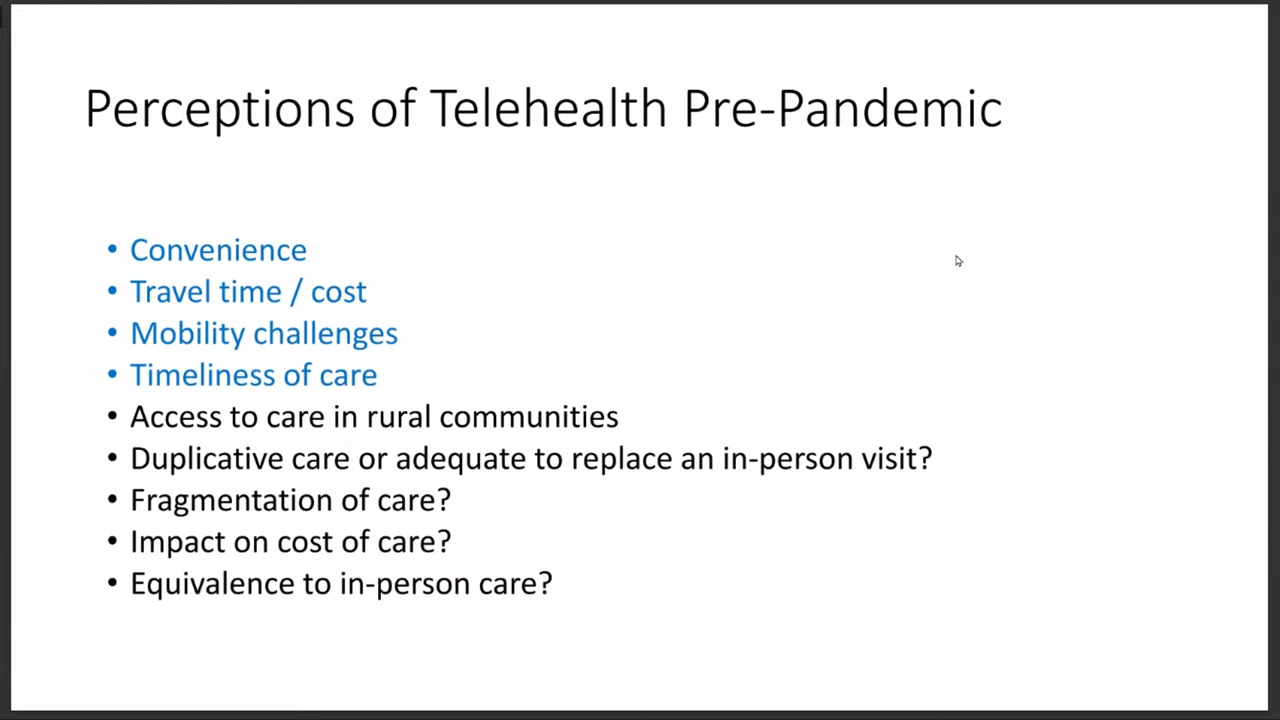 Perceptions of Telehealth Pre-Pandemic
• Convenience
• Travel time / cost
• Mobility challenges
• Timeliness of care
• Access to care in rural communities
• Duplicative care or adequate to replace an in-person visit?
• Fragmentation of care?
• Impact on cost of care?
• Equivalence to in-person care?